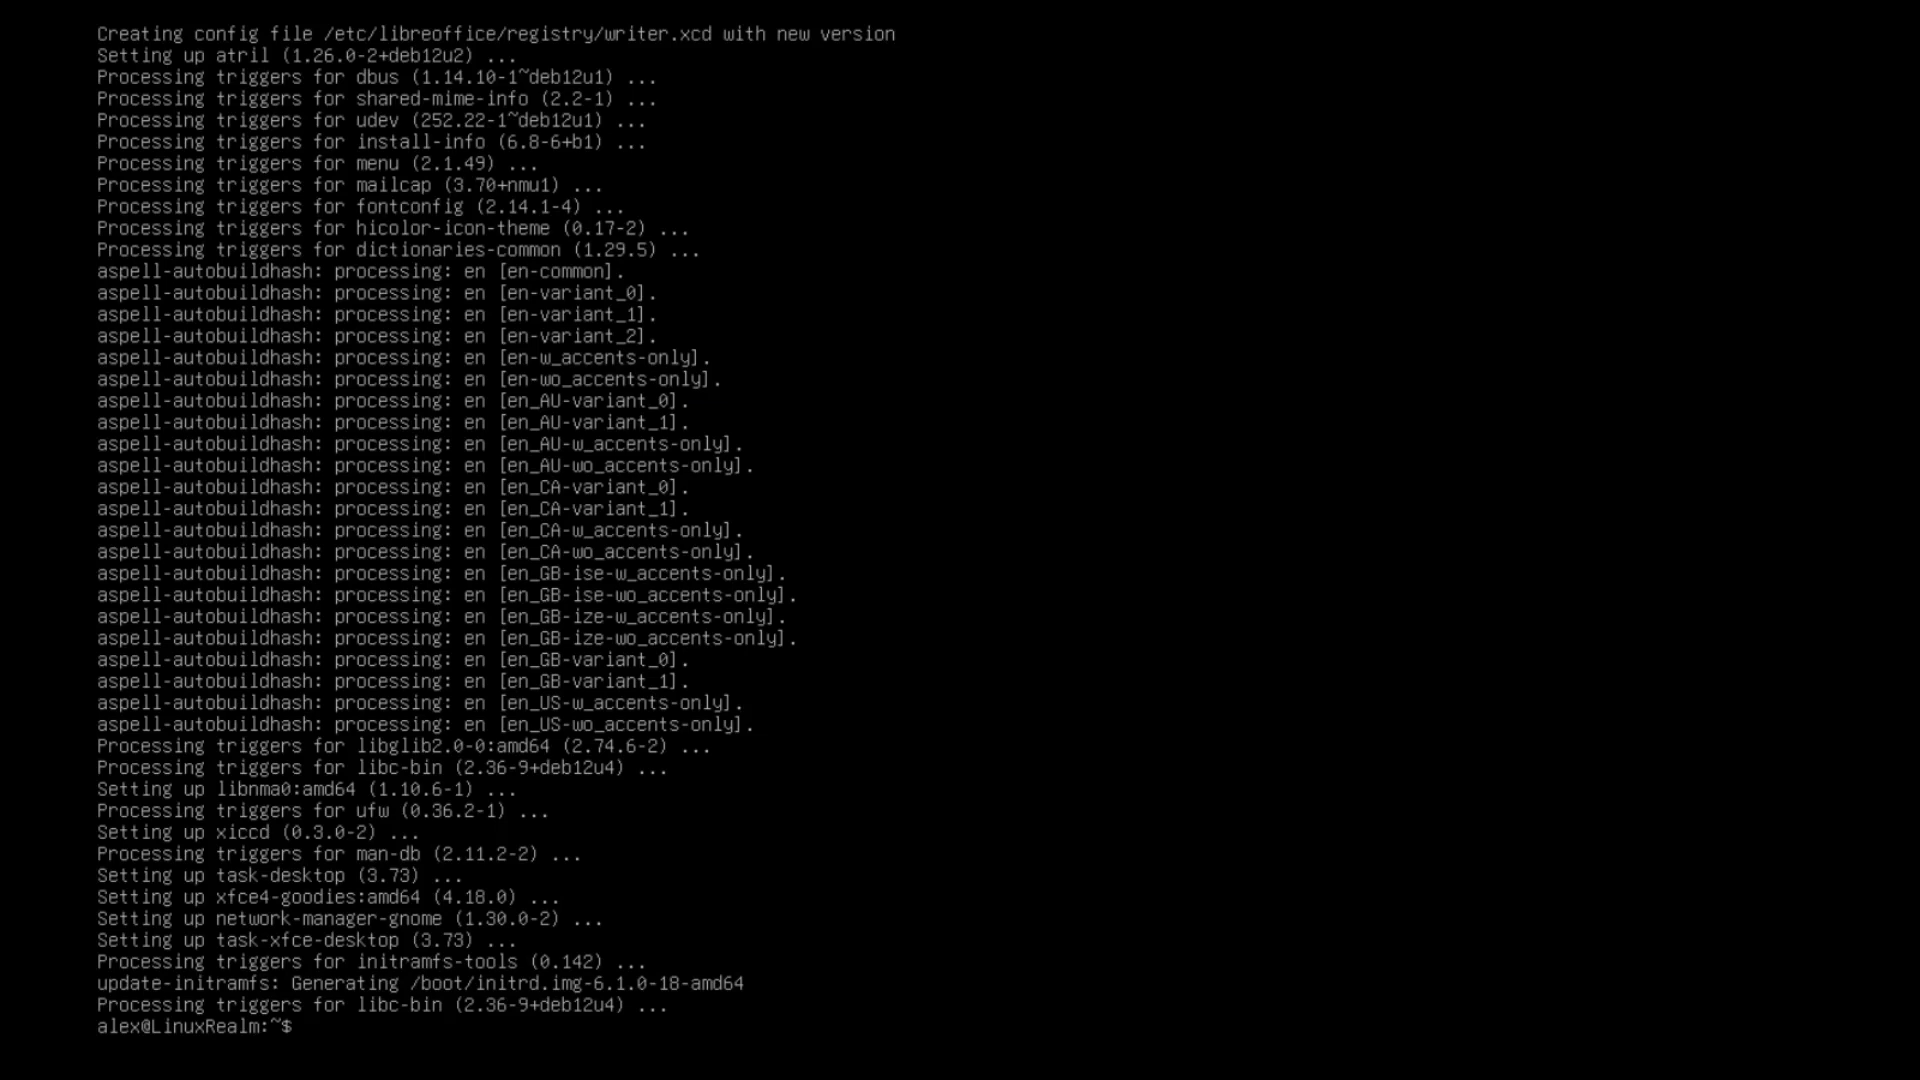 Creating config file /etc/libreoffice/registry/writer.xcd with new version
Setting up atril (1.26.0-2+deb12u2) ...
Processing triggers for dbus (1.14.10-1~deb12u1) ...
Processing triggers for shared-mime-info (2.2-1) ...
Processing triggers for udev (252.22-1~deb12u1) ...
Processing triggers for install-info (6.8-6+b1) ...
Processing triggers for menu (2.1.49) ...
Processing triggers for mailcap (3.70+nmu1) ...
Processing triggers for fontconfig (2.14.1-4) ...
Processing triggers for hicolor-icon-theme (0.17-2) ...
Processing triggers for dictionaries-common (1.29.5) ...
aspell-autobuildhash: processing: en [en-common].
aspell-autobuildhash: processing: en [en-variant_0].
aspell-autobuildhash: processing: en [en-variant_1].
aspell-autobuildhash: processing: en [en-variant_2].
aspell-autobuildhash: processing: en [en-w_accents-only].
aspell-autobuildhash: processing: en [en-wo_accents-only].
aspell-autobuildhash: processing: en [en_AU-variant_0].
aspell-autobuildhash: processing: en [en_AU-variant_1].
aspell-autobuildhash: processing: en [en_AU-w_accents-only].
aspell-autobuildhash: processing: en [en_AU-wo_accents-only].
aspell-autobuildhash: processing: en [en_CA-variant_0].
aspell-autobuildhash: processing: en [en_CA-variant_1].
aspell-autobuildhash: processing: en [en_CA-w_accents-only].
aspell-autobuildhash: processing: en [en_CA-wo_accents-only].
aspell-autobuildhash: processing: en [en_GB-ise-w_accents-only].
aspell-autobuildhash: processing: en [en_GB-ise-wo_accents-only].
aspell-autobuildhash: processing: en [en_GB-ize-w_accents-only].
aspell-autobuildhash: processing: en [en_GB-ize-wo_accents-only].
aspell-autobuildhash: processing: en [en_GB-variant_0].
aspell-autobuildhash: processing: en [en_GB-variant_1].
aspell-autobuildhash: processing: en [en_US-w_accents-only].
aspell-autobuildhash: processing: en [en_US-wo_accents-only].
Processing triggers for libglib2.0-0:amd64 (2.74.6-2) ...
Processing triggers for libc-bin (2.36-9+deb12u4) ...
Setting up libnma0:amd64 (1.10.6-1) ...
Processing triggers for ufw (0.36.2-1) ...
Setting up xiccd (0.3.0-2) ...
Processing triggers for man-db (2.11.2-2) ...
Setting up task-desktop (3.73) ...
Setting up xfce4-goodies:amd64 (4.18.0) ...
Setting up network-manager-gnome (1.30.0-2) ...
Setting up task-xfce-desktop (3.73) ...
Processing triggers for initramfs-tools (0.142) ...
update-initramfs: Generating /boot/initrd.img-6.1.0-18-amd64
Processing triggers for libc-bin (2.36-9+deb12u4) ...
alex@LinuxRealm:~$